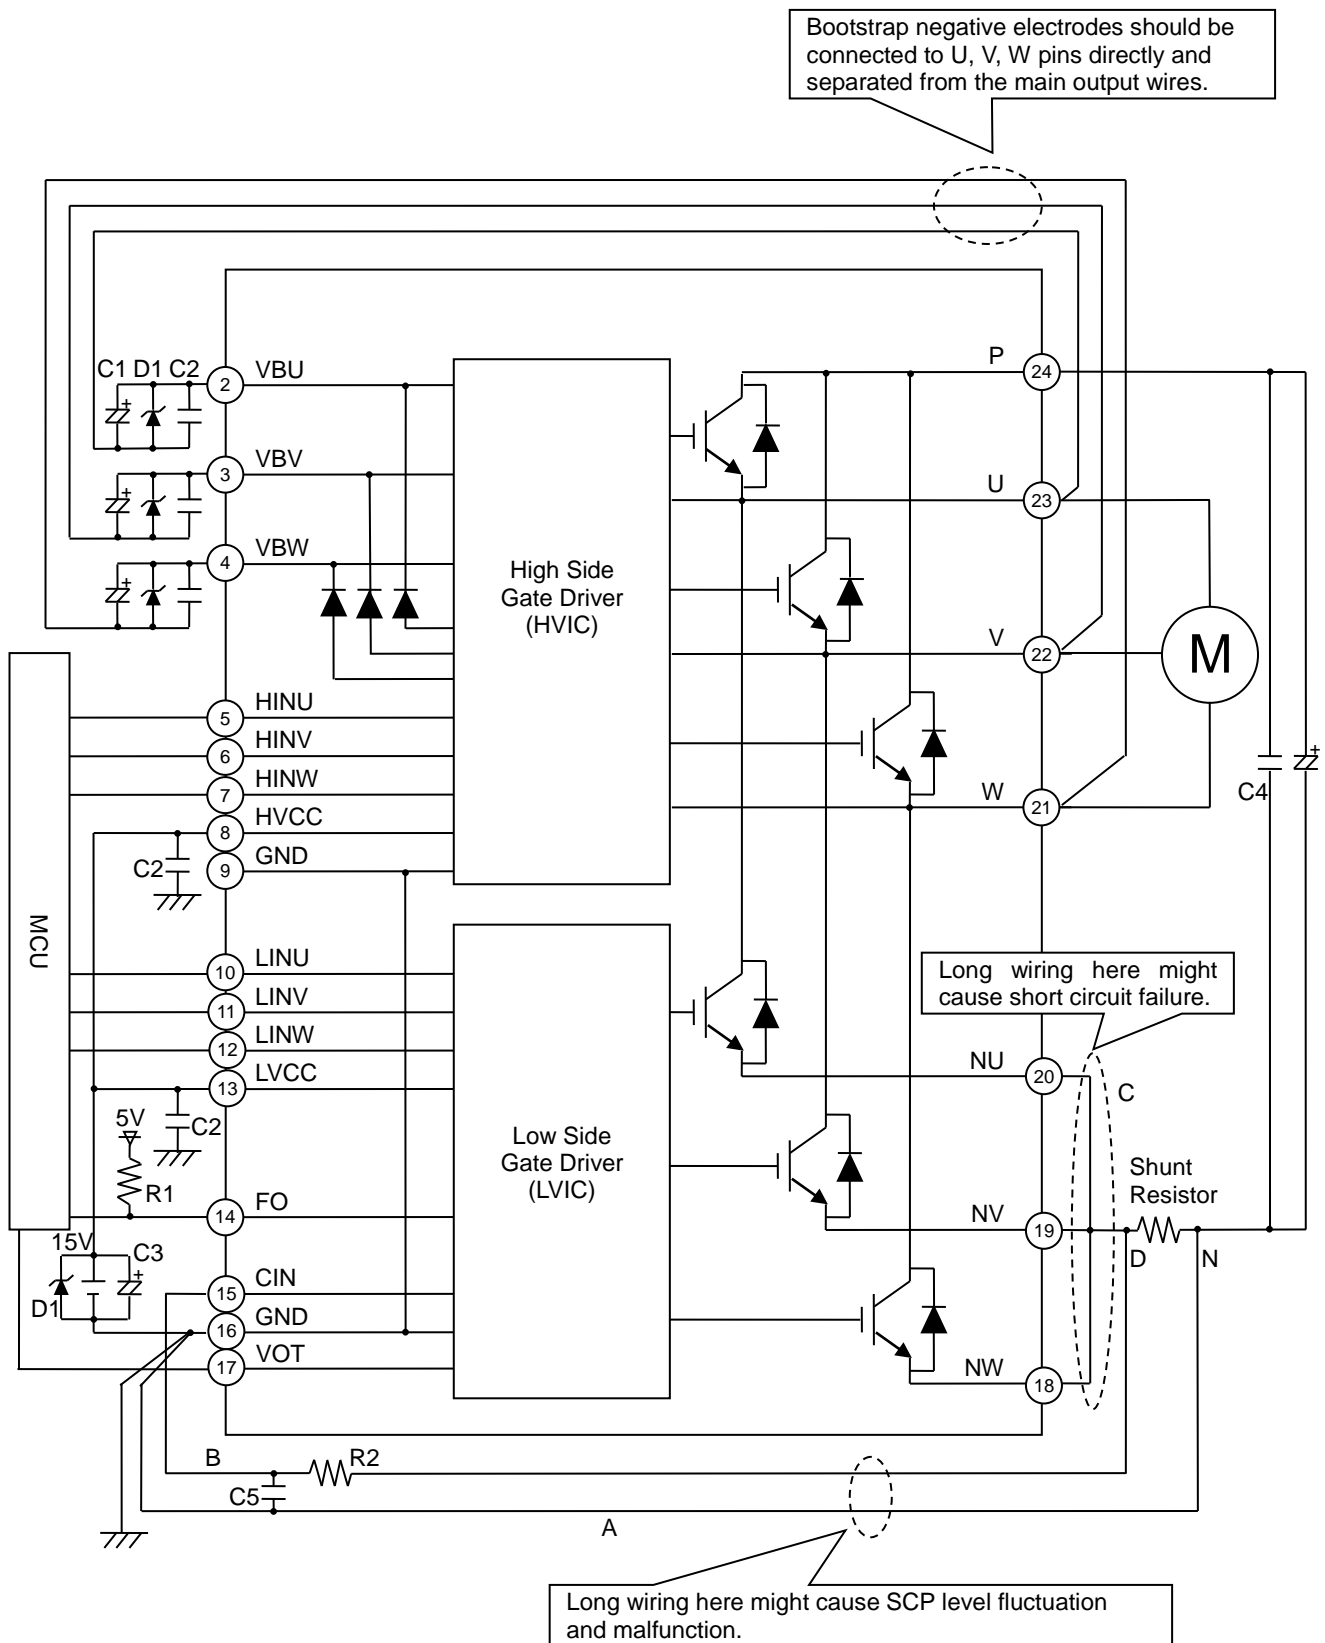 Bootstrap negative electrodes should be
connected to U, V, W pins directly and
separated from the main output wires.
C1 D1 C2
2
VBU
P
24
+
3
VBV
U
23
+
4
VBW
+
High Side
Gate Driver
(HVIC)
V
22
M
5
HINU
6
HINV
7
HINW
W
21
C4
+
8
HVCC
C2
9
GND
MCU
10
LINU
11
LINV
12
LINW
13
LVCC
Long wiring here might
cause short circuit failure.
NU
20
C
5V
C2
R1
Low Side
Gate Driver
(LVIC)
Shunt
Resistor
14
FO
NV
19
D
N
15V
C3
+
D1
15
CIN
16
GND
17
VOT
NW
18
B
R2
C5
A
Long wiring here might cause SCP level fluctuation
and malfunction.